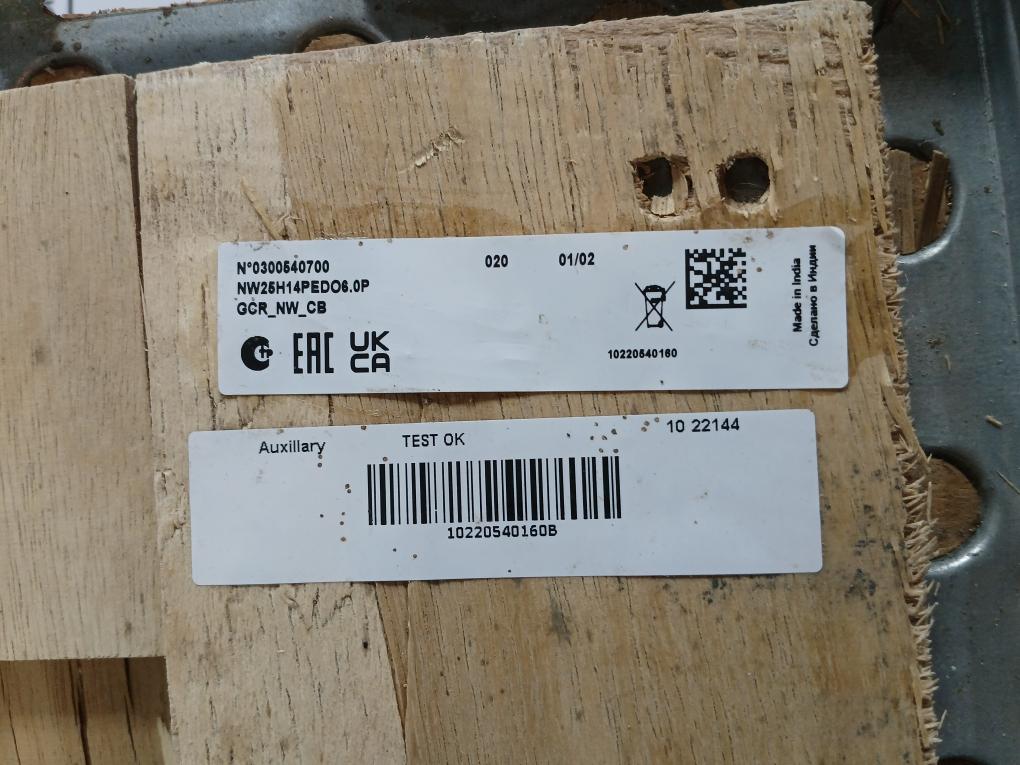 N°0300540700
020
01/02
NW25H14PEDO6.0P
GCR_NW_CB
EAC
UK
CA
10220540160
Made in India
Сделано в Индии
Auxillary
TEST OK
10 22144
10220540160B